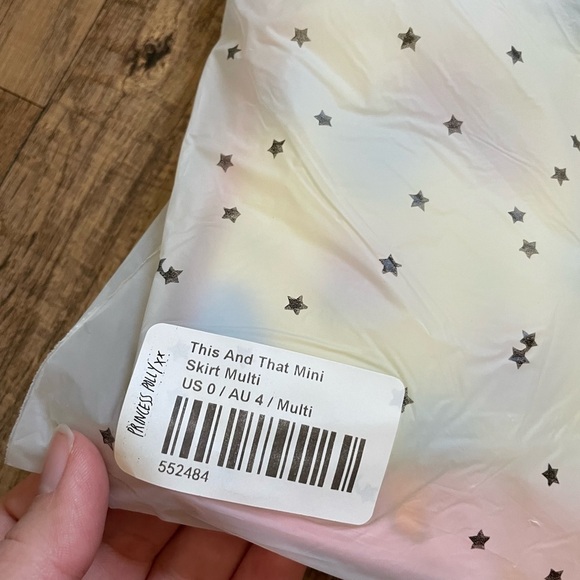 PRINCESS POLLY xx
This And That Mini
Skirt Multi
US 0 / AU 4 / Multi
552484